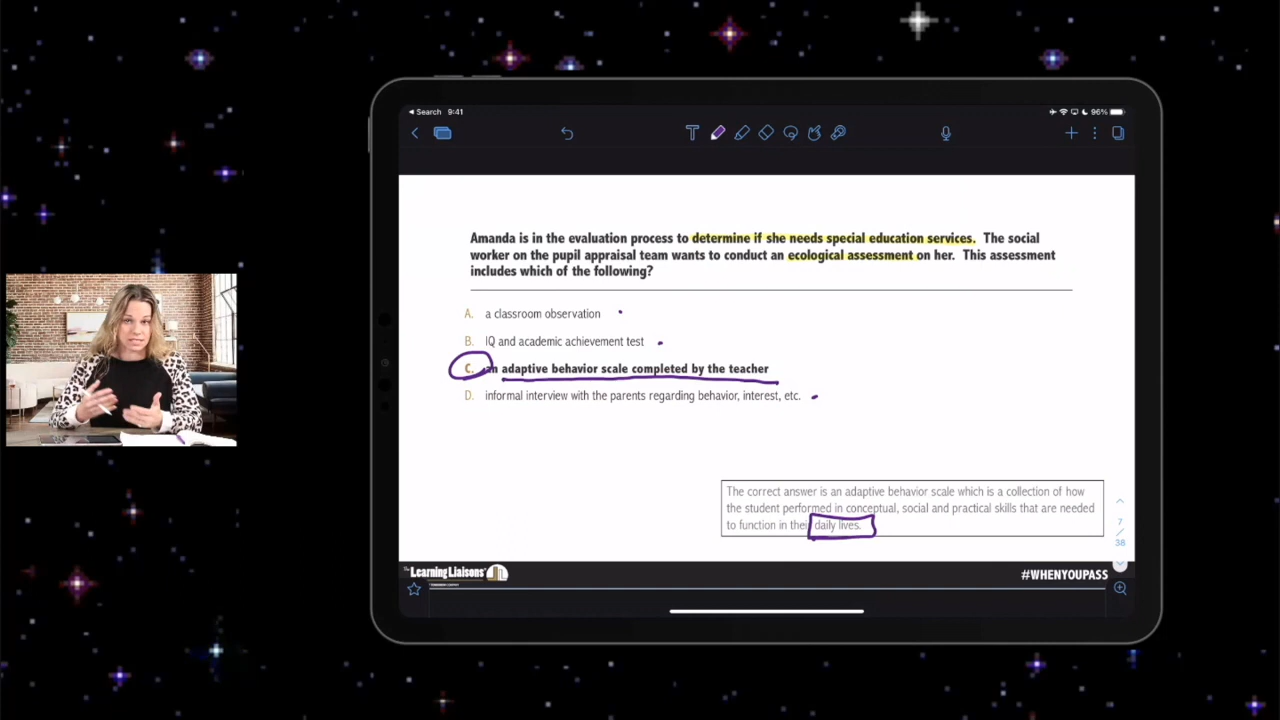 Search 9:41
96%
Amanda is in the evaluation process to determine if she needs special education services. The social
worker on the pupil appraisal team wants to conduct an ecological assessment on her. This assessment
includes which of the following?
A. a classroom observation
B. IQ and academic achievement test
C. an adaptive behavior scale completed by the teacher
D. informal interview with the parents regarding behavior, interest, etc.
The correct answer is an adaptive behavior scale which is a collection of how
the student performed in conceptual, social and practical skills that are needed
to function in their daily lives.
7
/
38
The Learning Liaisons
#WHENYOUPASS